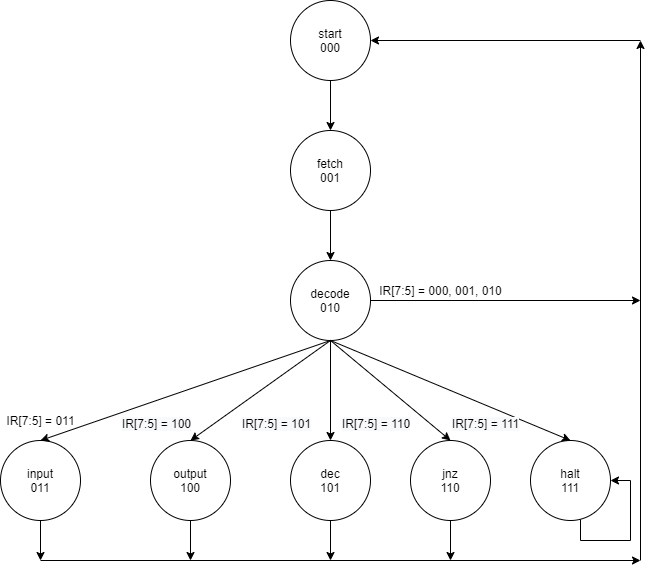 start
000
fetch
001
decode
010
IR[7:5] = 000, 001, 010
IR[7:5] = 011
IR[7:5] = 100
IR[7:5] = 101
IR[7:5] = 110
IR[7:5] = 111
input
011
output
100
dec
101
jnz
110
halt
111